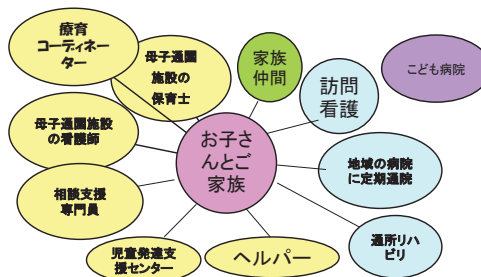 療育
コーディネー
ター
母子通園
施設の
保育士
家族
仲間
訪問
看護
こども病院
母子通園施設
の看護師
お子さ
んとご
家族
地域の病院
に定期通院
相談支援
専門員
通所リハ
ビリ
児童発達支
援センター
ヘルパー